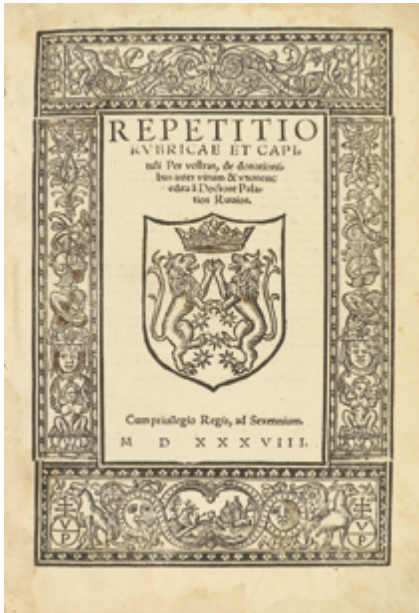 REPETITIO
RVBRICAE ET CAPI
tuli Per vestras, de donationi
bus inter virum & vxorem:
edita à Doctore Pala-
tios Ruuios.
Cum priuilegio Regis, ad Sexennium.
M D XXXVIII.
V P
V P